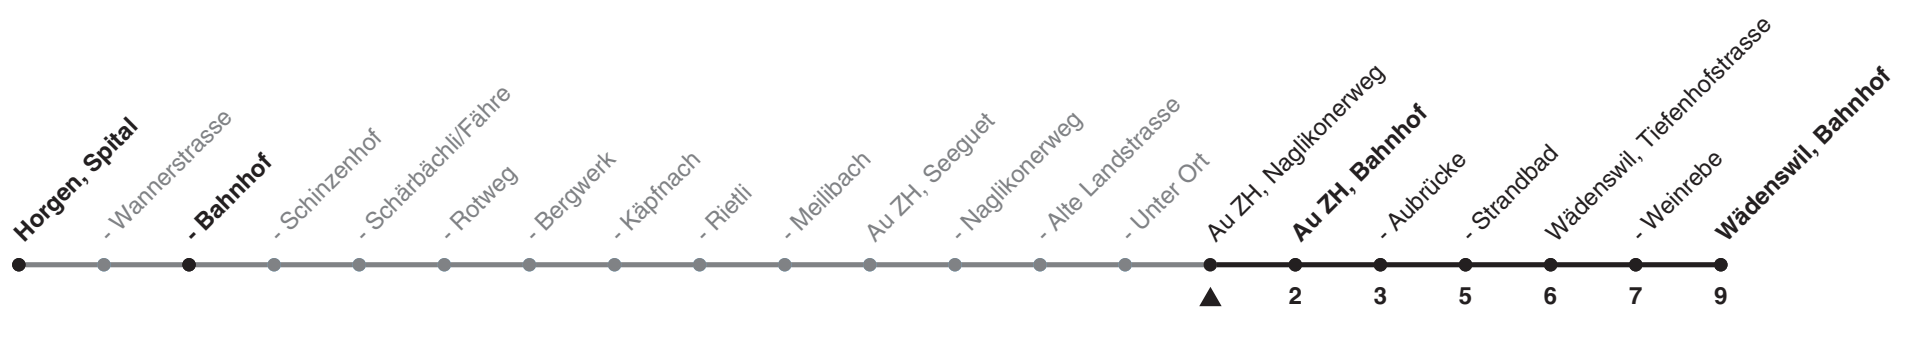 Horgen, Spital
- Wannerstrasse
- Bahnhof
- Schinzenhof
- Schärbächli/Fähre
- Rotweg
- Bergwerk
- Käpfnach
- Rietli
- Meilibach
Au ZH, Seeguet
- Naglikonerweg
- Alte Landstrasse
- Unter Ort
Au ZH, Naglikonerweg
Au ZH, Bahnhof
- Aubrücke
- Strandbad
Wädenswil, Tiefenhofstrasse
- Weinrebe
Wädenswil, Bahnhof
2 3 5 6 7 9